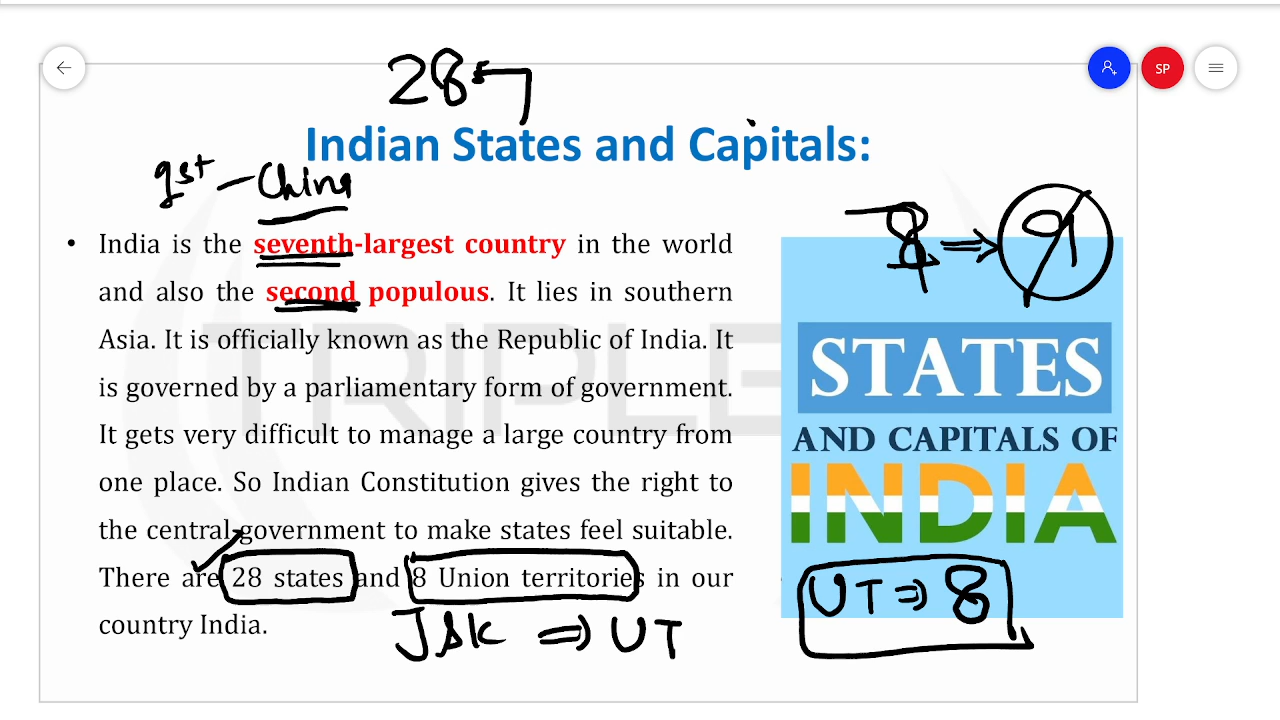 28
SP
Indian States and Capitals:
1st - China
• India is the seventh-largest country in the world
and also the second populous. It lies in southern
Asia. It is officially known as the Republic of India. It
is governed by a parliamentary form of government.
It gets very difficult to manage a large country from
one place. So Indian Constitution gives the right to
the central government to make states feel suitable.
There are 28 states and 8 Union territories in our
country India.
J&K ⇒ UT
8 ⇒ 9
STATES
AND CAPITALS OF
INDIA
UT ⇒ 8
TRIPLE